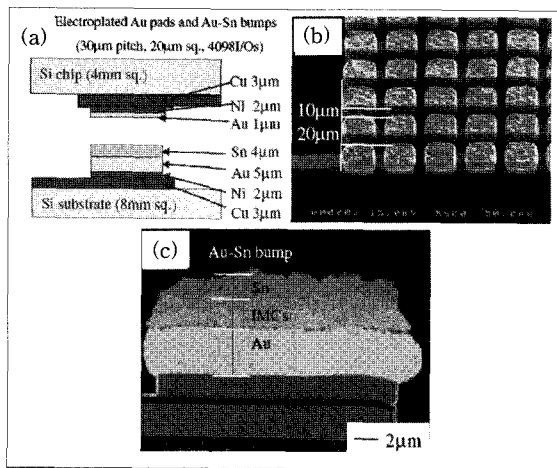 Electroplated Au pads and Au-Sn bumps
(30μm pitch, 20μm sq., 4098I/Os)
(a)
Si chip (4mm sq.)
Cu 3μm
Ni 2μm
Au 1μm
Sn 4μm
Au 5μm
Ni 2μm
Cu 3μm
Si substrate (8mm sq.)
(b)
10μm
20μm
(c)
Au-Sn bump
Sn
IMCs
Au
2μm